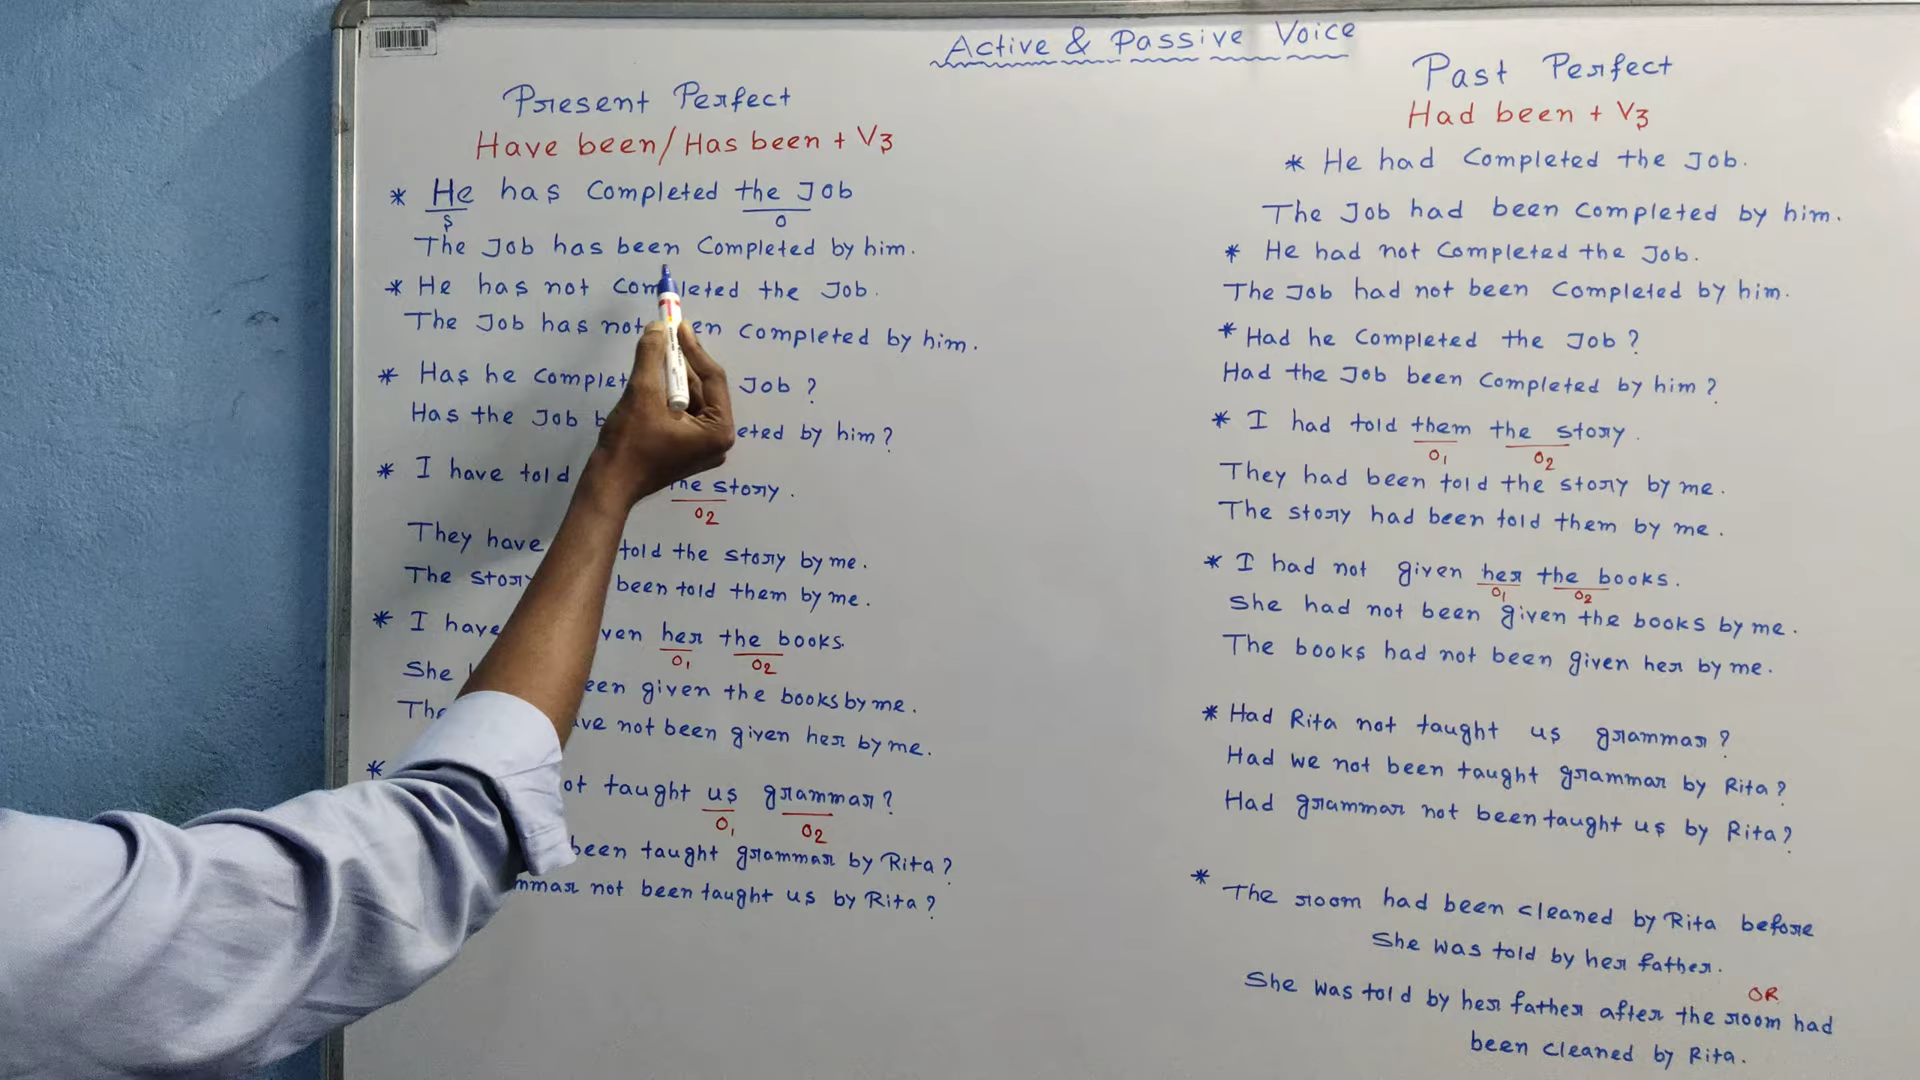 Active & Passive Voice
Present Perfect
Have been/Has been + V3
* He has Completed the Job
S O
The Job has been Completed by him.
* He has not leted the Job.
The Job has not completed by him.
* Has he Job ?
Has the Job eted by him?
* I have told the story.
O2
They have told the story by me.
The been told them by me.
* I have her the books.
O1 O2
She given the books by me.
not been given her by me.
* taught us grammar?
O1 O2
been taught grammar by Rita?
not been taught us by Rita?
Past Perfect
Had been + V3
* He had Completed the Job.
The Job had been Completed by him.
* He had not Completed the Job.
The Job had not been Completed by him.
* Had he Completed the Job?
Had the Job been Completed by him?
* I had told them the story.
O1 O2
They had been told the story by me.
The story had been told them by me.
* I had not given her the books.
O1 O2
She had not been given the books by me.
The books had not been given her by me.
* Had Rita not taught us grammar?
Had we not been taught grammar by Rita?
Had grammar not been taught us by Rita?
* The room had been cleaned by Rita before
She was told by her father.
OR
She was told by her father after the room had
been cleaned by Rita.